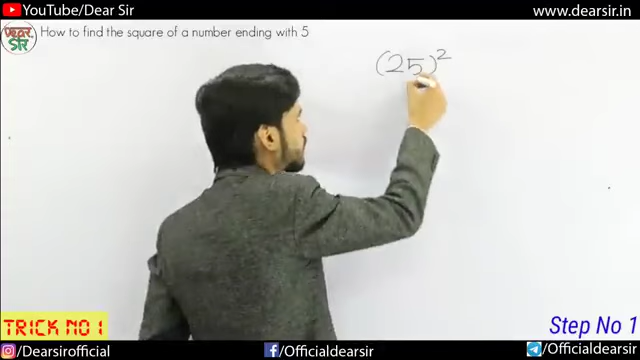 YouTube/Dear Sir
www.dearsir.in
DEAR SIR
How to find the square of a number ending with 5
(25)²
TRICK NO 1
Step No 1
/Dearsirofficial
/Officialdearsir
/Officialdearsir